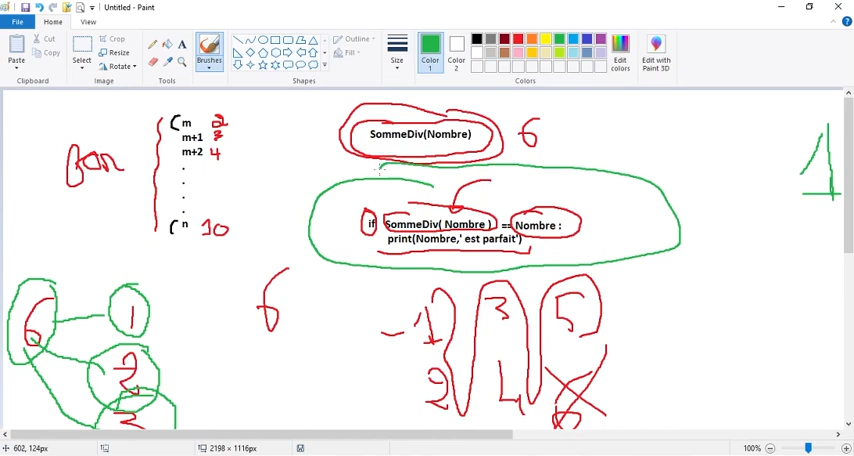 Untitled - Paint
File Home View
Paste
Cut
Copy
Clipboard
Select
Crop
Resize
Rotate
Image
Tools
Brushes
Shapes
Outline
Fill
Size
Color 1
Color 2
Colors
Edit colors
Edit with Paint 3D
m
m+1 3
m+2 4
.
.
.
.
n 10
SommeDiv(Nombre) 6
1
if SommeDiv( Nombre ) == Nombre :
print(Nombre,' est parfait')
6 1
2
3
6
- 1 3 5
2 4 6
602, 124px
2198 × 1116px
100%